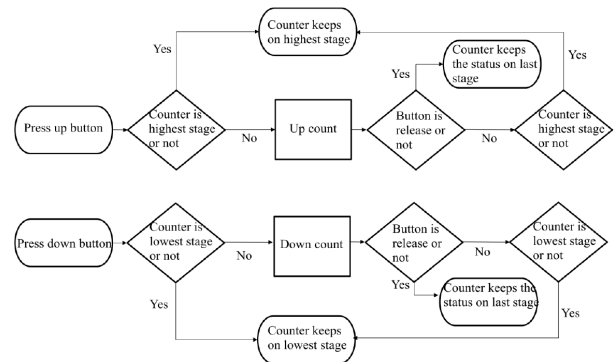 Counter keeps
on highest stage
Yes
Counter keeps
the status on last
stage
Yes
Yes
Press up button
Counter is
highest stage
or not
No
Up count
Button is
release or
not
No
Counter is
highest stage
or not
Press down button
Counter is
lowest stage
or not
No
Down count
Button is
release or
not
No
Counter is
lowest stage
or not
Yes
Yes
Counter keeps the
status on last stage
Yes
Counter keeps
on lowest stage